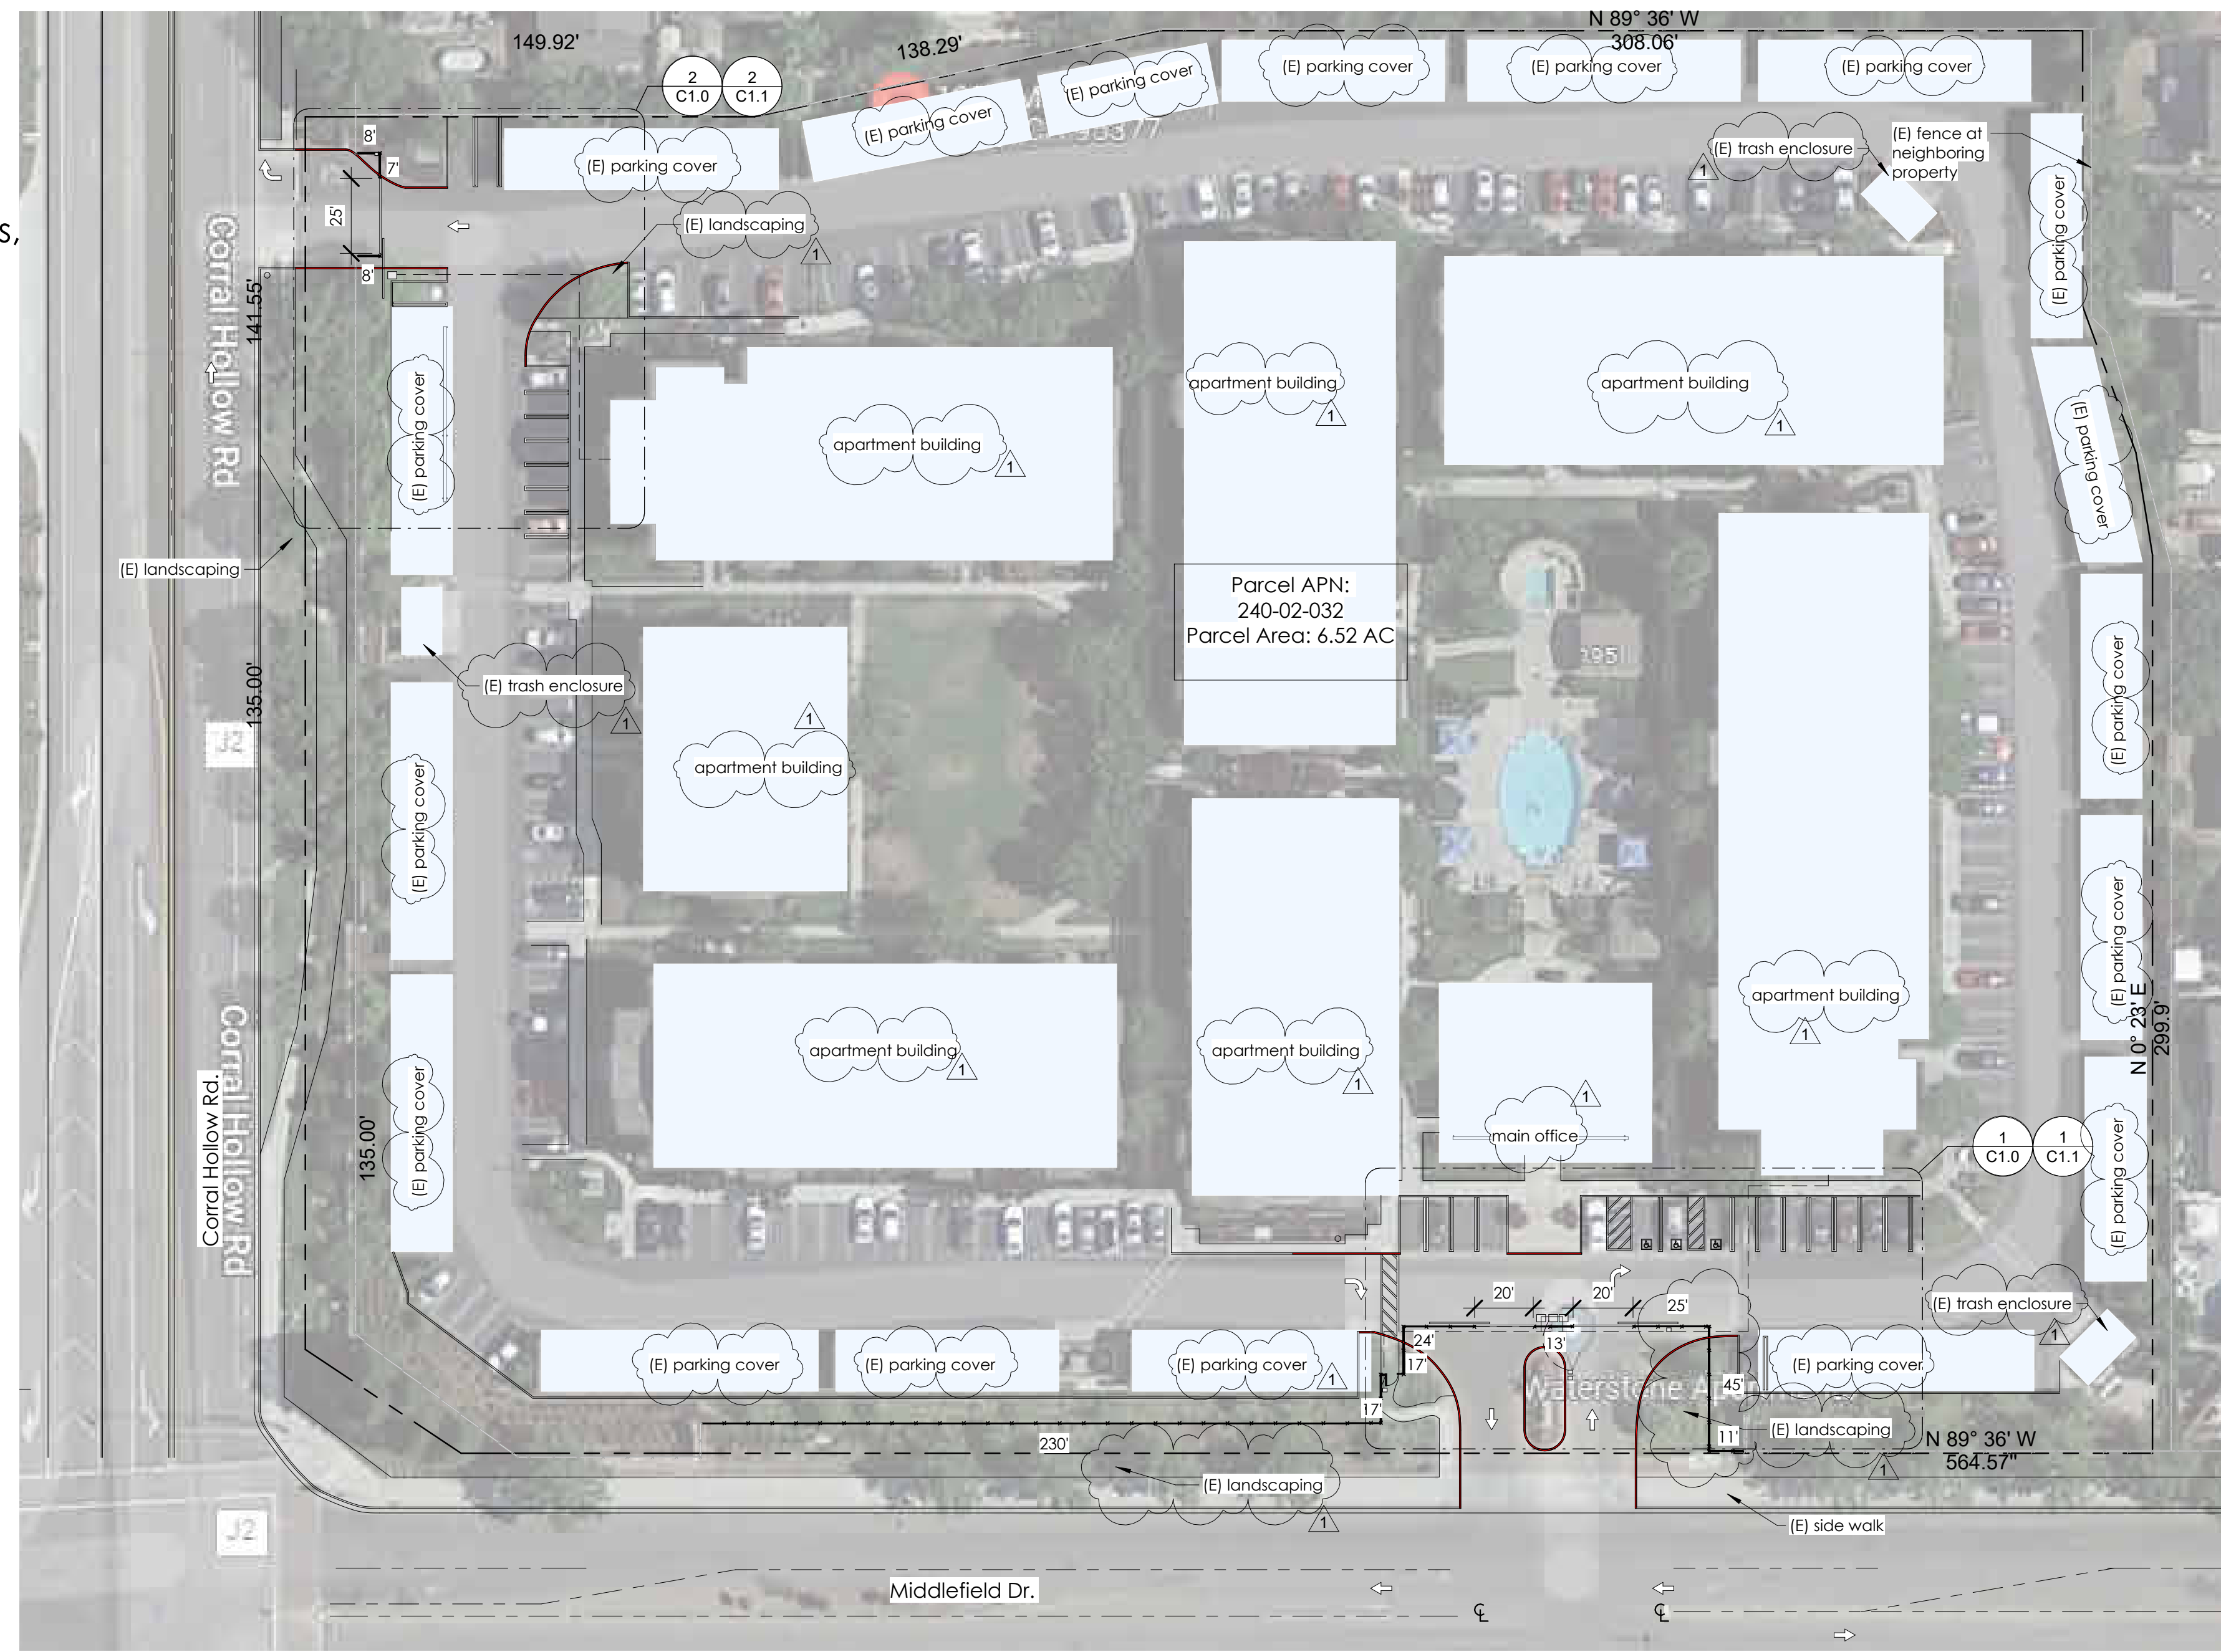 N 89° 36' W
149.92'
138.29'
308.06'
2
C1.0
2
C1.1
(E) parking cover
(E) parking cover
(E) parking cover
(E) parking cover
(E) parking cover
(E) parking cover
8'
7'
25'
8'
(E) trash enclosure
1
(E) fence at
neighboring
property
(E) parking cover
s,
(E) landscaping
1
Corral Hollow Rd
141.55'
(E) parking cover
apartment building
1
apartment building
1
apartment building
1
(E) parking cover
(E) landscaping
Parcel APN:
240-02-032
Parcel Area: 6.52 AC
(E) trash enclosure
1
135.00'
J2
1
apartment building
(E) parking cover
(E) parking cover
(E) parking cover
N 0° 23' E
299.9'
apartment building
1
apartment building
1
apartment building
1
main office
1
Corral Hollow Rd.
Corral Hollow Rd
135.00'
(E) parking cover
1
C1.0
1
C1.1
(E) parking cover
20'
20'
25'
(E) trash enclosure
1
24'
17'
13'
(E) parking cover
(E) parking cover
(E) parking cover
1
(E) parking cover
Waterstone
45'
17'
11'
(E) landscaping
1
230'
N 89° 36' W
564.57"
(E) landscaping
1
J2
(E) side walk
Middlefield Dr.